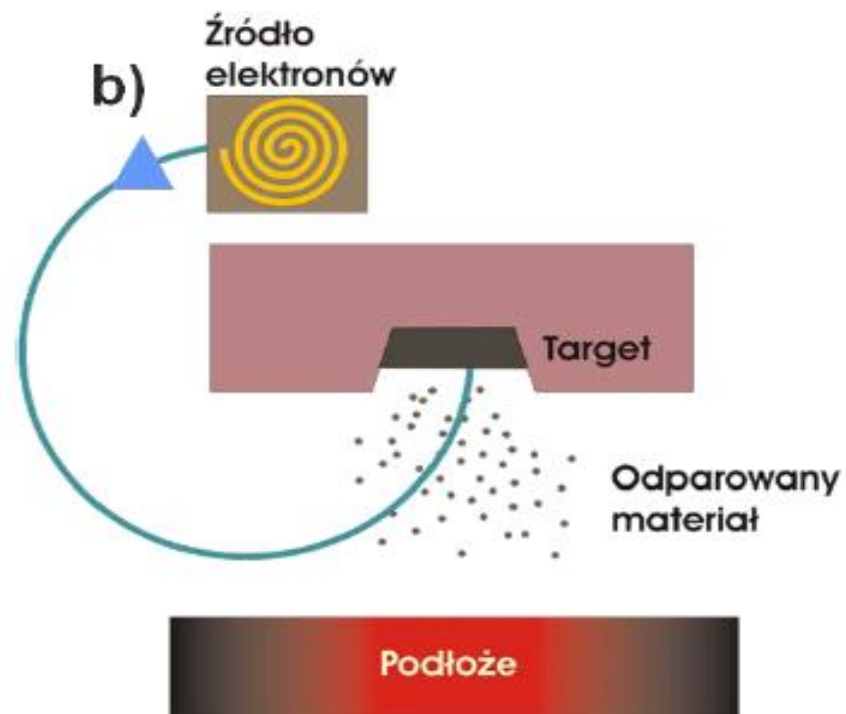 Źródło
elektronów
b)
Target
Odparowany
materiał
Podłoże